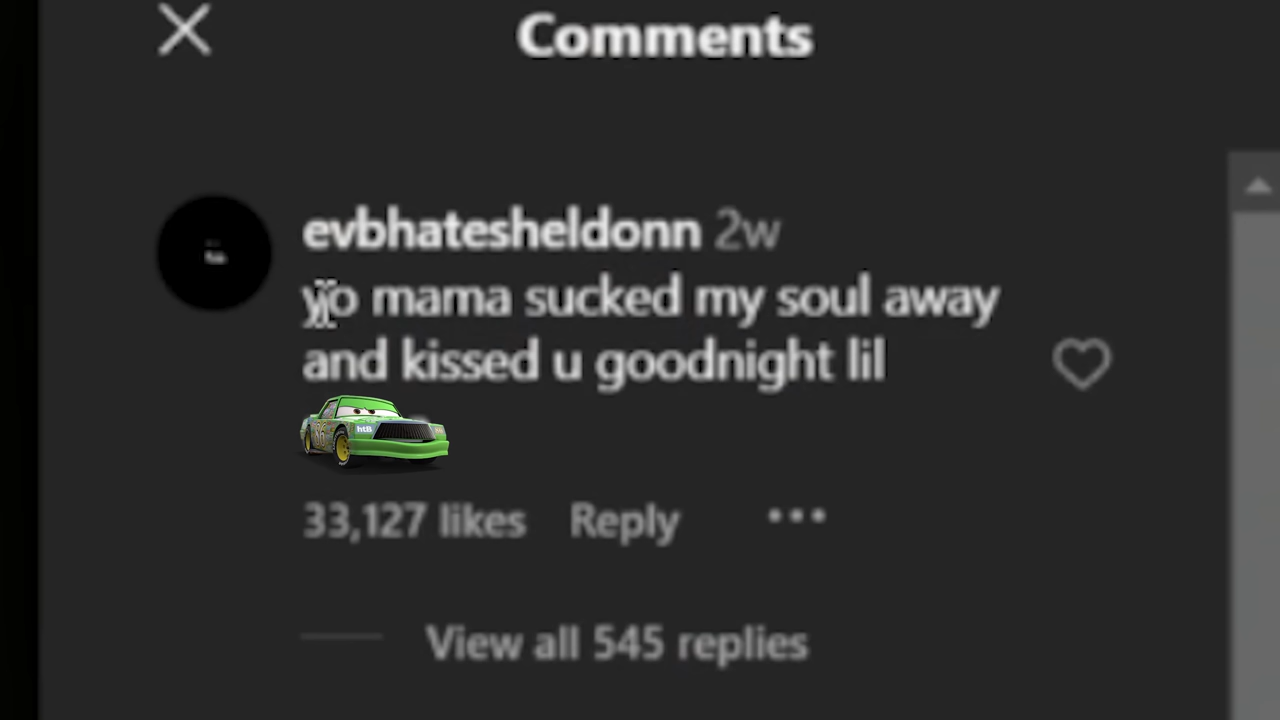 Comments
evbhatesheldonn 2w
yo mama sucked my soul away
and kissed u goodnight lil
htB
33,127 likes Reply •••
View all 545 replies